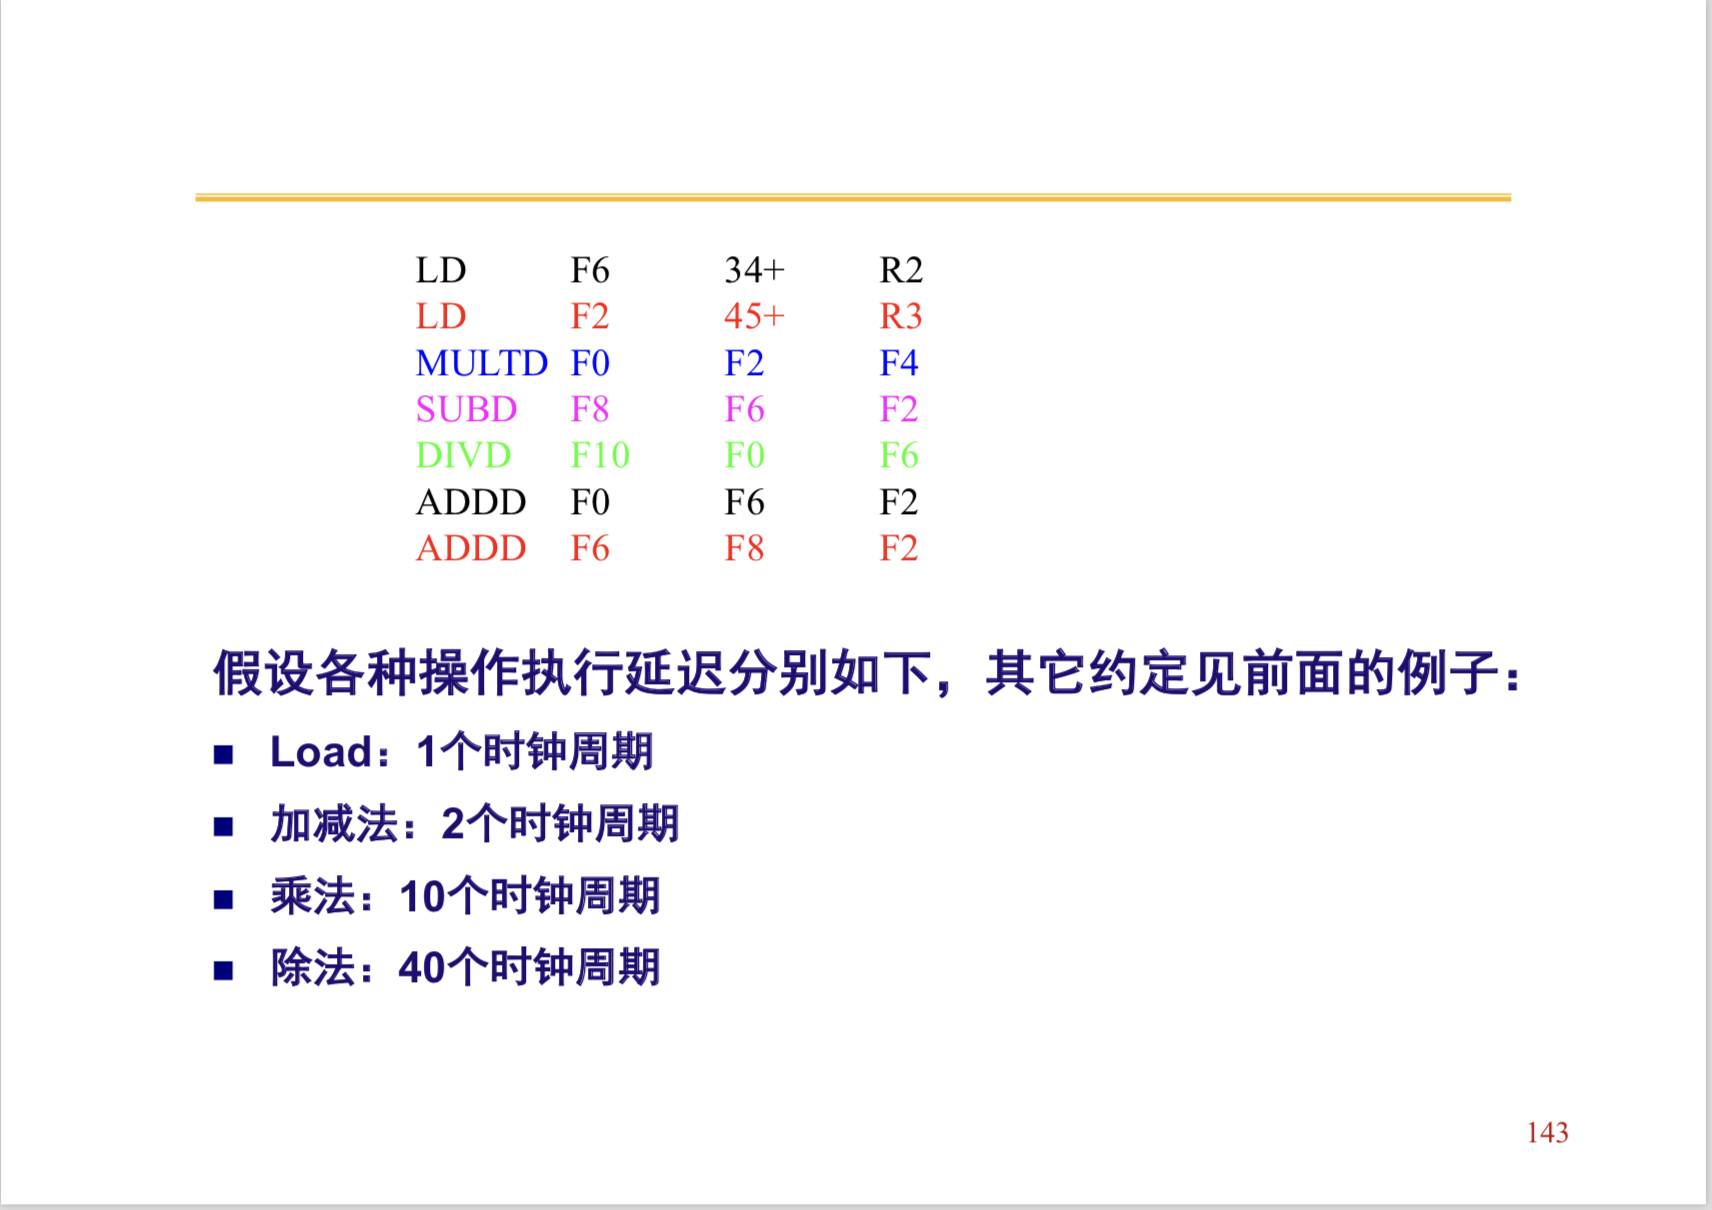 LD F6 34+ R2
LD F2 45+ R3
MULTD F0 F2 F4
SUBD F8 F6 F2
DIVD F10 F0 F6
ADDD F0 F6 F2
ADDD F6 F8 F2
假设各种操作执行延迟分别如下，其它约定见前面的例子：
■ Load：1个时钟周期
■ 加减法：2个时钟周期
■ 乘法：10个时钟周期
■ 除法：40个时钟周期
143